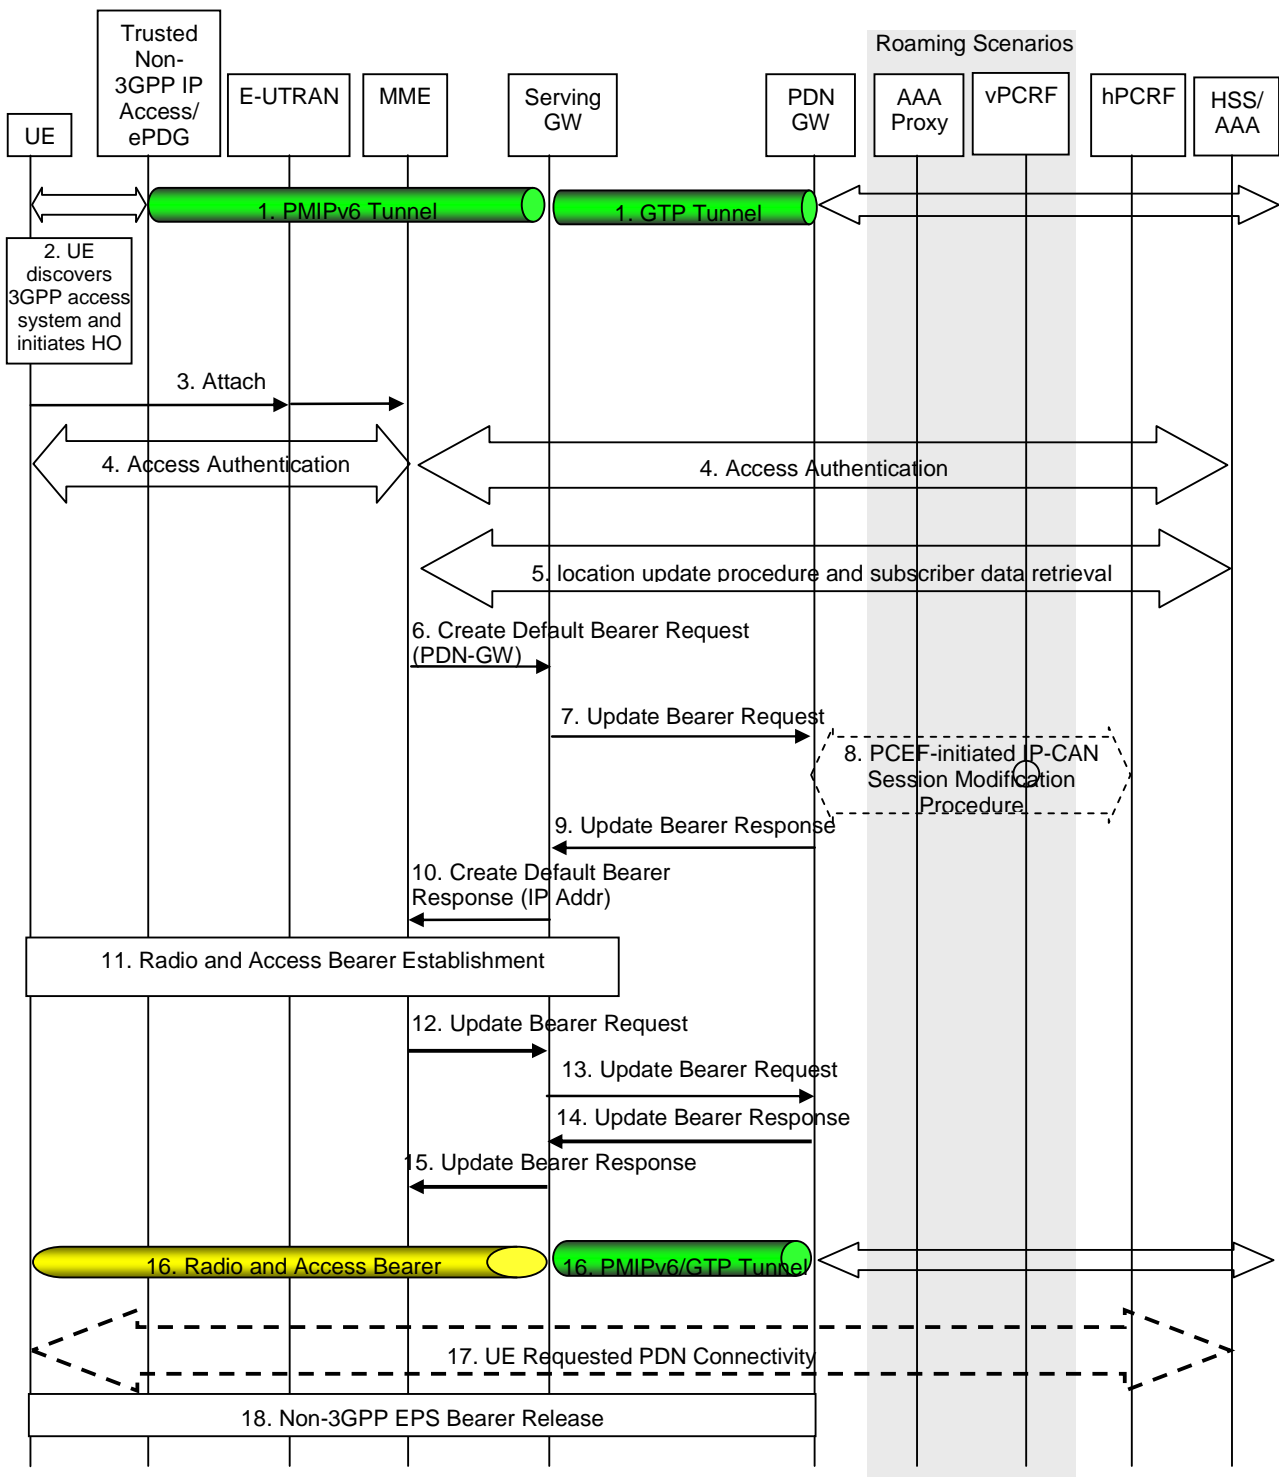 Roaming Scenarios
Trusted
Non-
3GPP IP
Access/
ePDG
UE
E-UTRAN
MME
Serving
GW
PDN
GW
AAA
Proxy
vPCRF
hPCRF
HSS/
AAA
1. PMIPv6 Tunnel
1. GTP Tunnel
2. UE
discovers
3GPP access
system and
initiates HO
3. Attach
4. Access Authentication
4. Access Authentication
5. location update procedure and subscriber data retrieval
6. Create Default Bearer Request
(PDN-GW)
7. Update Bearer Request
8. PCEF-initiated IP-CAN
Session Modification
Procedure
9. Update Bearer Response
10. Create Default Bearer
Response (IP Addr)
11. Radio and Access Bearer Establishment
12. Update Bearer Request
13. Update Bearer Request
14. Update Bearer Response
15. Update Bearer Response
16. Radio and Access Bearer
16. PMIPv6/GTP Tunnel
17. UE Requested PDN Connectivity
18. Non-3GPP EPS Bearer Release